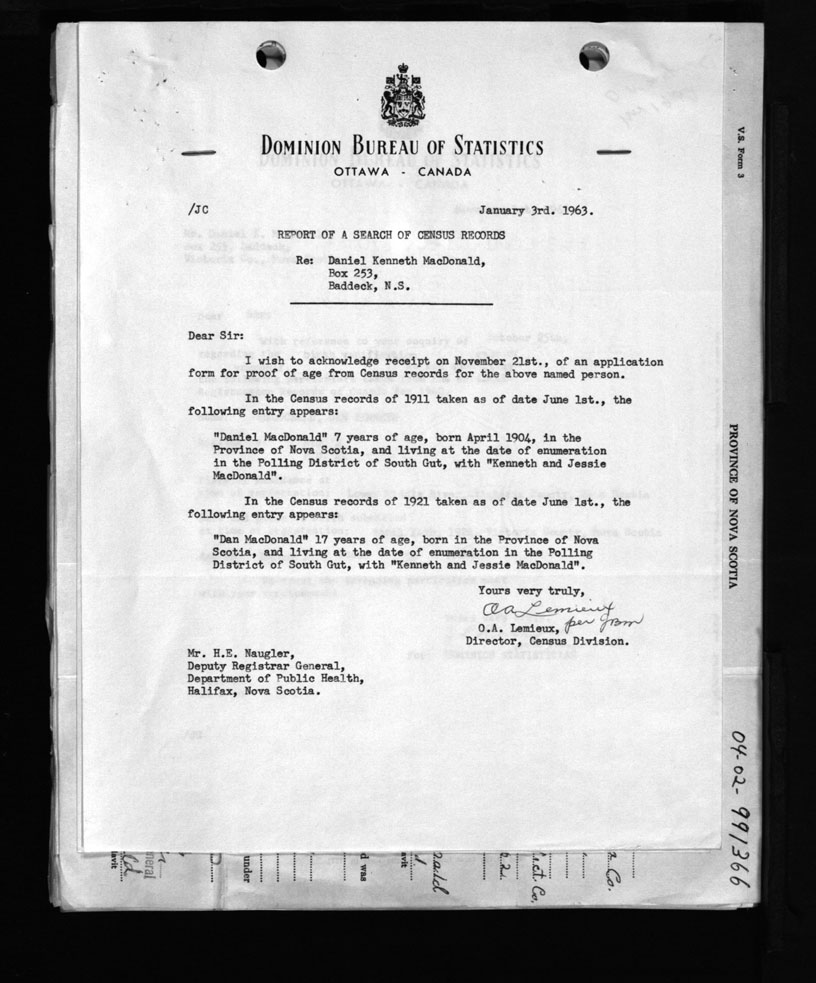 DOMINION BUREAU OF STATISTICS
OTTAWA - CANADA
/JC
January 3rd. 1963.
REPORT OF A SEARCH OF CENSUS RECORDS
Re: Daniel Kenneth MacDonald,
Box 253,
Baddeck, N.S.
Dear Sir:
I wish to acknowledge receipt on November 21st., of an application
form for proof of age from Census records for the above named person.
In the Census records of 1911 taken as of date June 1st., the
following entry appears:
"Daniel MacDonald" 7 years of age, born April 1904, in the
Province of Nova Scotia, and living at the date of enumeration
in the Polling District of South Gut, with "Kenneth and Jessie
MacDonald".
In the Census records of 1921 taken as of date June 1st., the
following entry appears:
"Dan MacDonald" 17 years of age, born in the Province of Nova
Scotia, and living at the date of enumeration in the Polling
District of South Gut, with "Kenneth and Jessie MacDonald".
Yours very truly,
O A Lemieux
per JBM
O.A. Lemieux,
Director, Census Division.
Mr. H.E. Naugler,
Deputy Registrar General,
Department of Public Health,
Halifax, Nova Scotia.
V.S. Form 3
PROVINCE OF NOVA SCOTIA
04-02-991366
under
d was